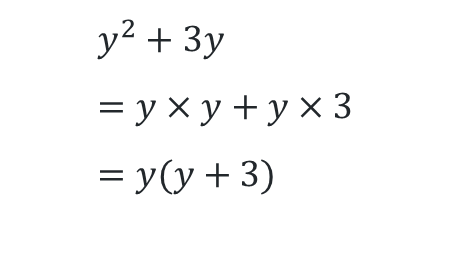 y² + 3y
= y × y + y × 3
= y(y + 3)